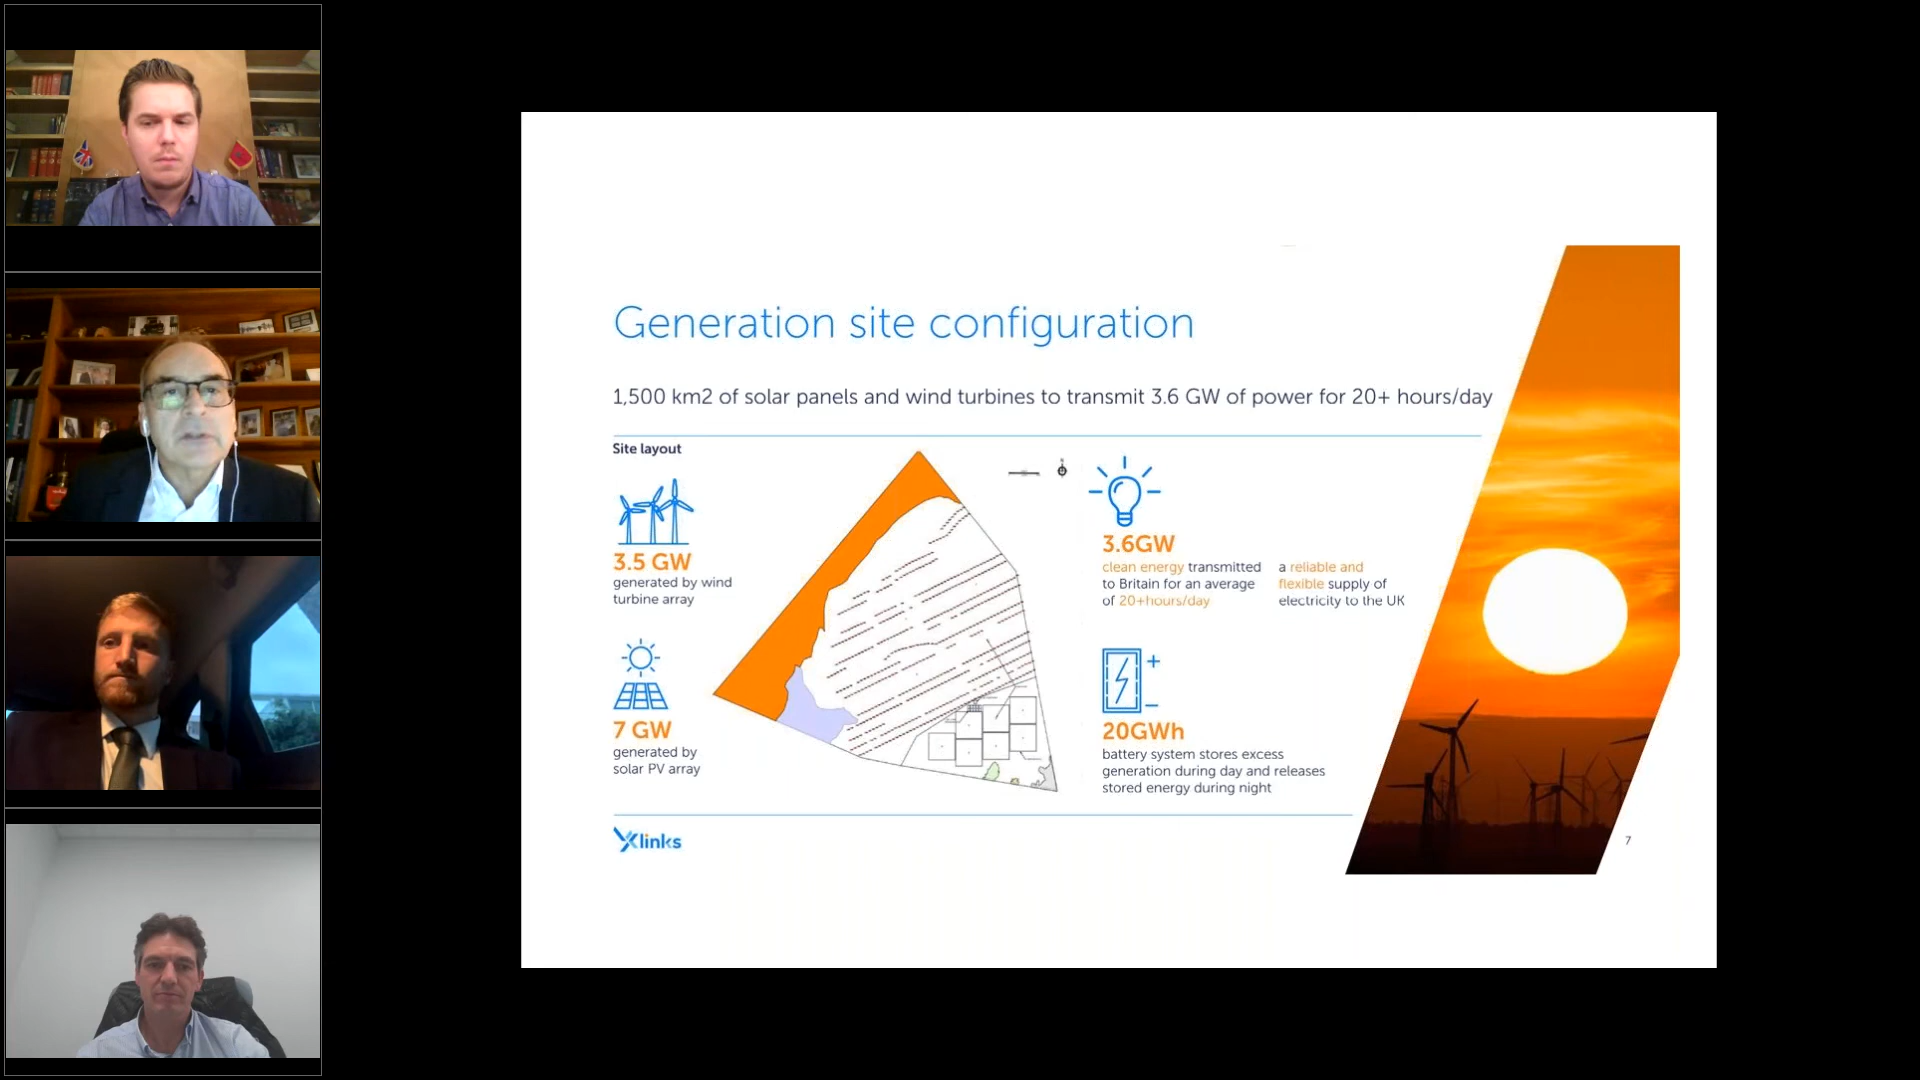 Generation site configuration
1,500 km2 of solar panels and wind turbines to transmit 3.6 GW of power for 20+ hours/day
Site layout
3.5 GW
generated by wind
turbine array
7 GW
generated by
solar PV array
3.6GW
clean energy transmitted
to Britain for an average
of 20+hours/day
a reliable and
flexible supply of
electricity to the UK
20GWh
battery system stores excess
generation during day and releases
stored energy during night
Xlinks
7